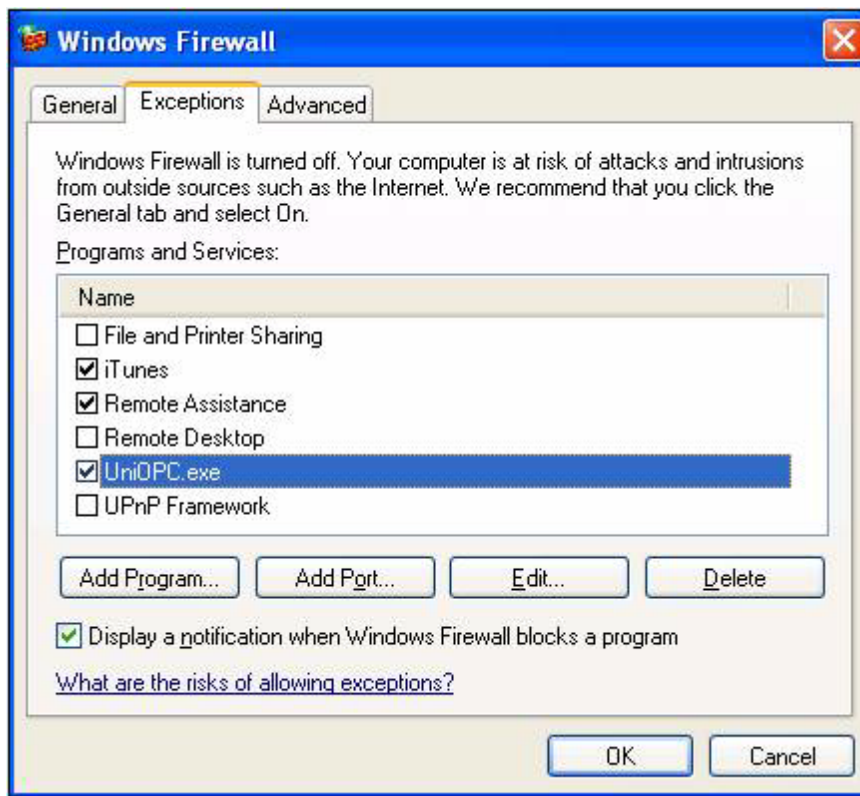 Windows Firewall
General
Exceptions
Advanced
Windows Firewall is turned off. Your computer is at risk of attacks and intrusions
from outside sources such as the Internet. We recommend that you click the
General tab and select On.
Programs and Services:
Name
File and Printer Sharing
iTunes
Remote Assistance
Remote Desktop
UniOPC.exe
UPnP Framework
Add Program...
Add Port...
Edit...
Delete
Display a notification when Windows Firewall blocks a program
What are the risks of allowing exceptions?
OK
Cancel